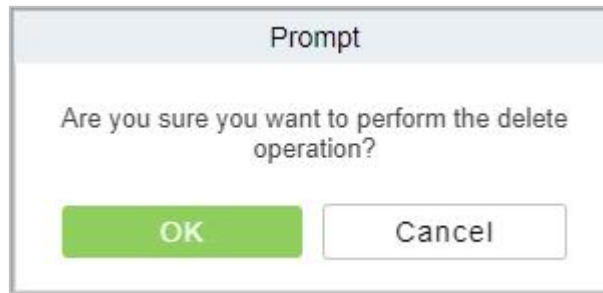 Prompt
Are you sure you want to perform the delete
operation?
OK
Cancel